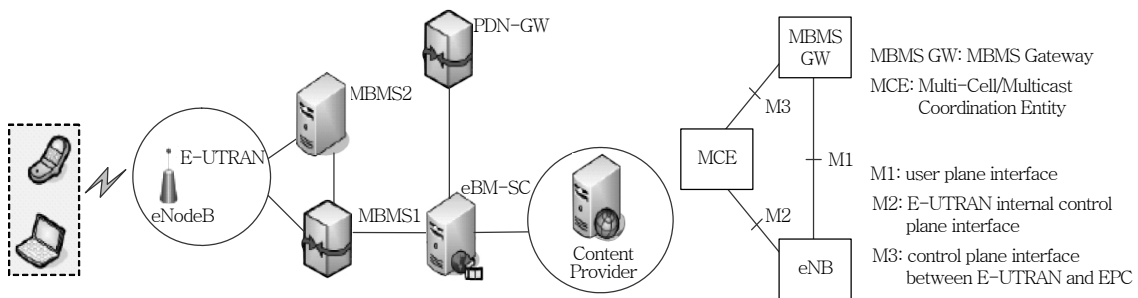 PDN-GW
MBMS2
E-UTRAN
eNodeB
MBMS1
eBM-SC
Content
Provider
MBMS
GW
M3
MCE
M1
M2
eNB
MBMS GW: MBMS Gateway
MCE: Multi-Cell/Multicast
Coordination Entity
M1: user plane interface
M2: E-UTRAN internal control
plane interface
M3: control plane interface
between E-UTRAN and EPC